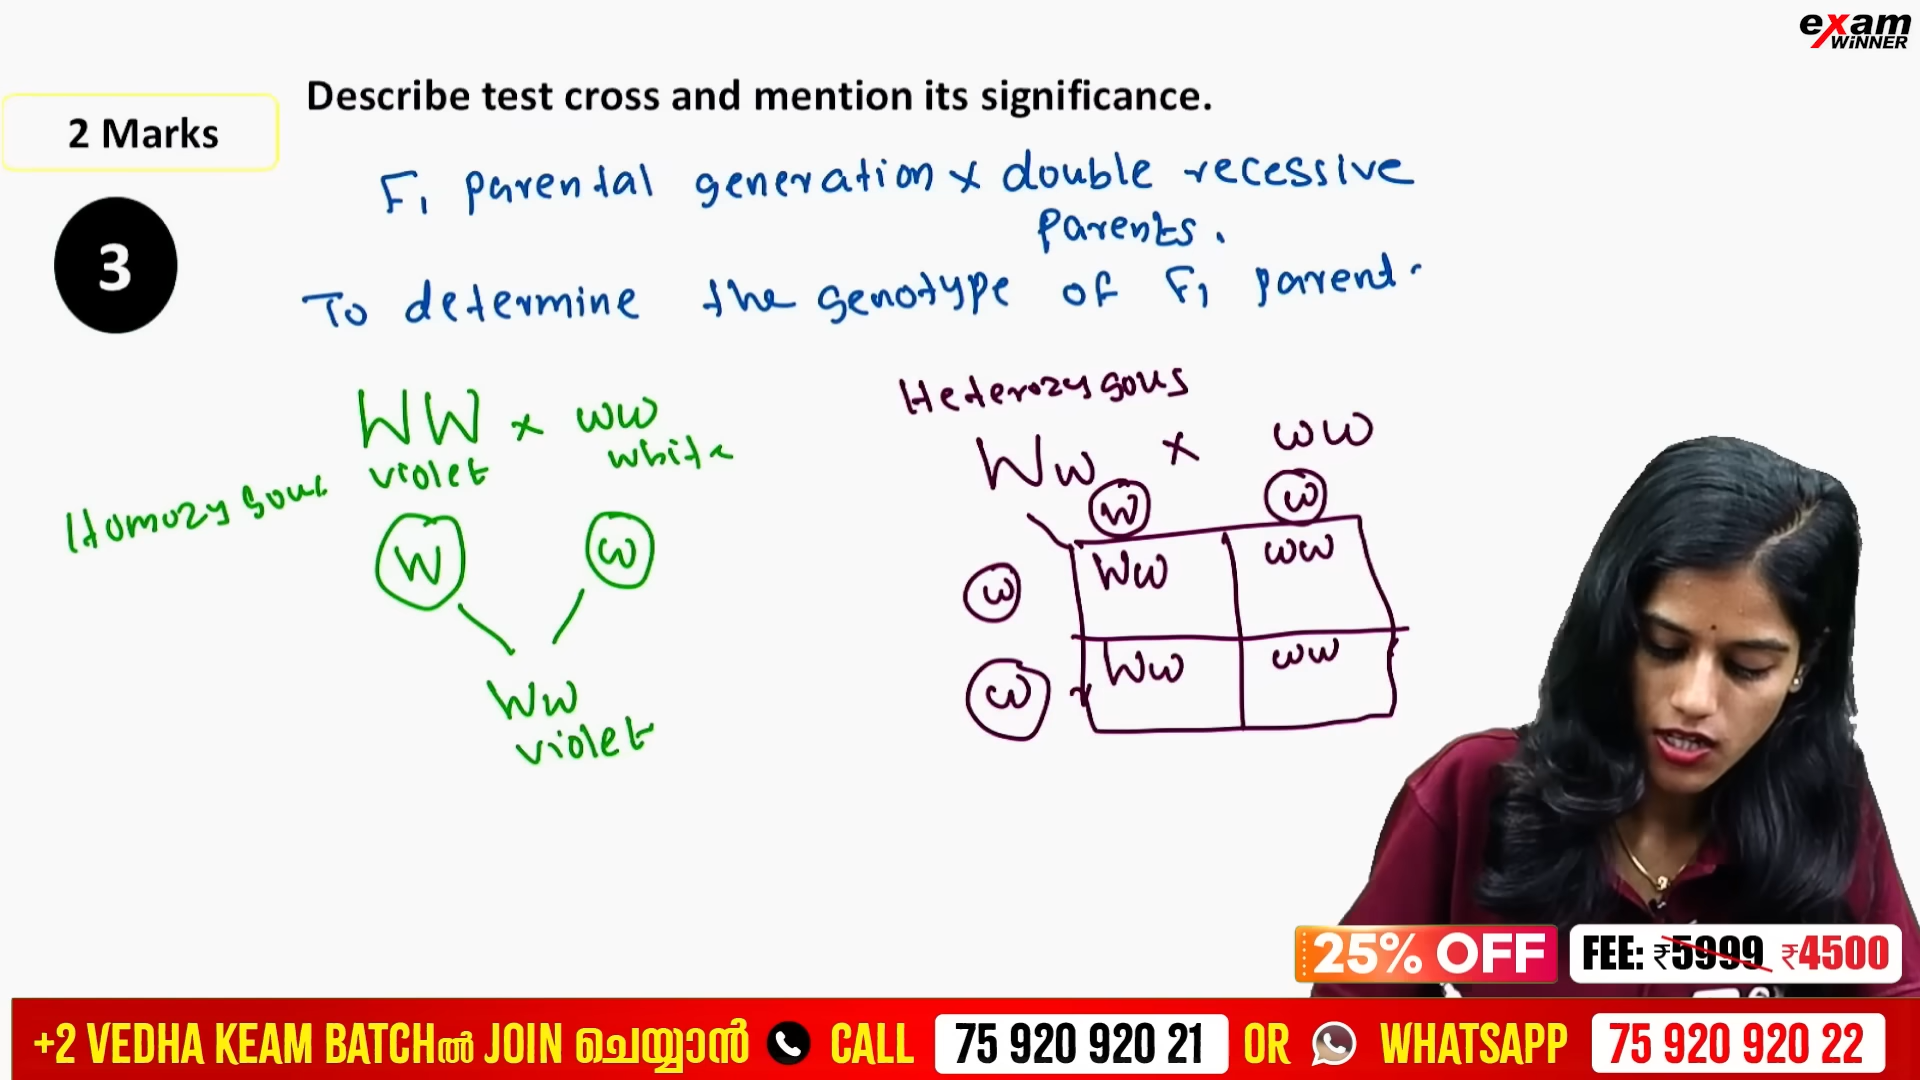 exam
WiNNER
Describe test cross and mention its significance.
2 Marks
F1 parental generation x double recessive
parents.
3
To determine the genotype of F1 parent.
Heterozygous
WW x ww
violet white
Homozygous
Ww x ww
W w
W w
w Ww ww
w Ww ww
Ww
violet
25% OFF FEE: ₹5999 ₹4500
+2 VEDHA KEAM BATCHൽ JOIN ചെയ്യാൻ CALL 75 920 920 21 OR WHATSAPP 75 920 920 22